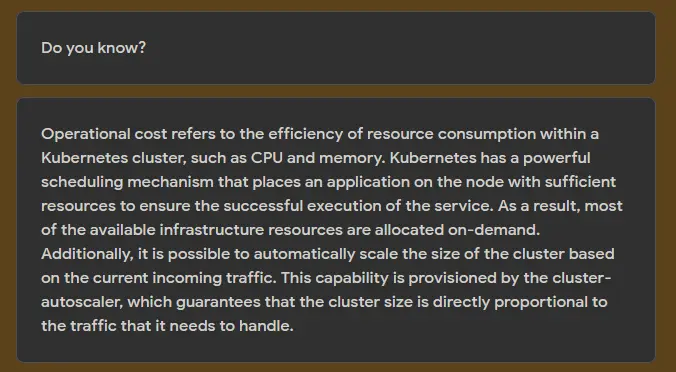 Do you know?
Operational cost refers to the efficiency of resource consumption within a
Kubernetes cluster, such as CPU and memory. Kubernetes has a powerful
scheduling mechanism that places an application on the node with sufficient
resources to ensure the successful execution of the service. As a result, most
of the available infrastructure resources are allocated on-demand.
Additionally, it is possible to automatically scale the size of the cluster based
on the current incoming traffic. This capability is provisioned by the cluster-
autoscaler, which guarantees that the cluster size is directly proportional to
the traffic that it needs to handle.